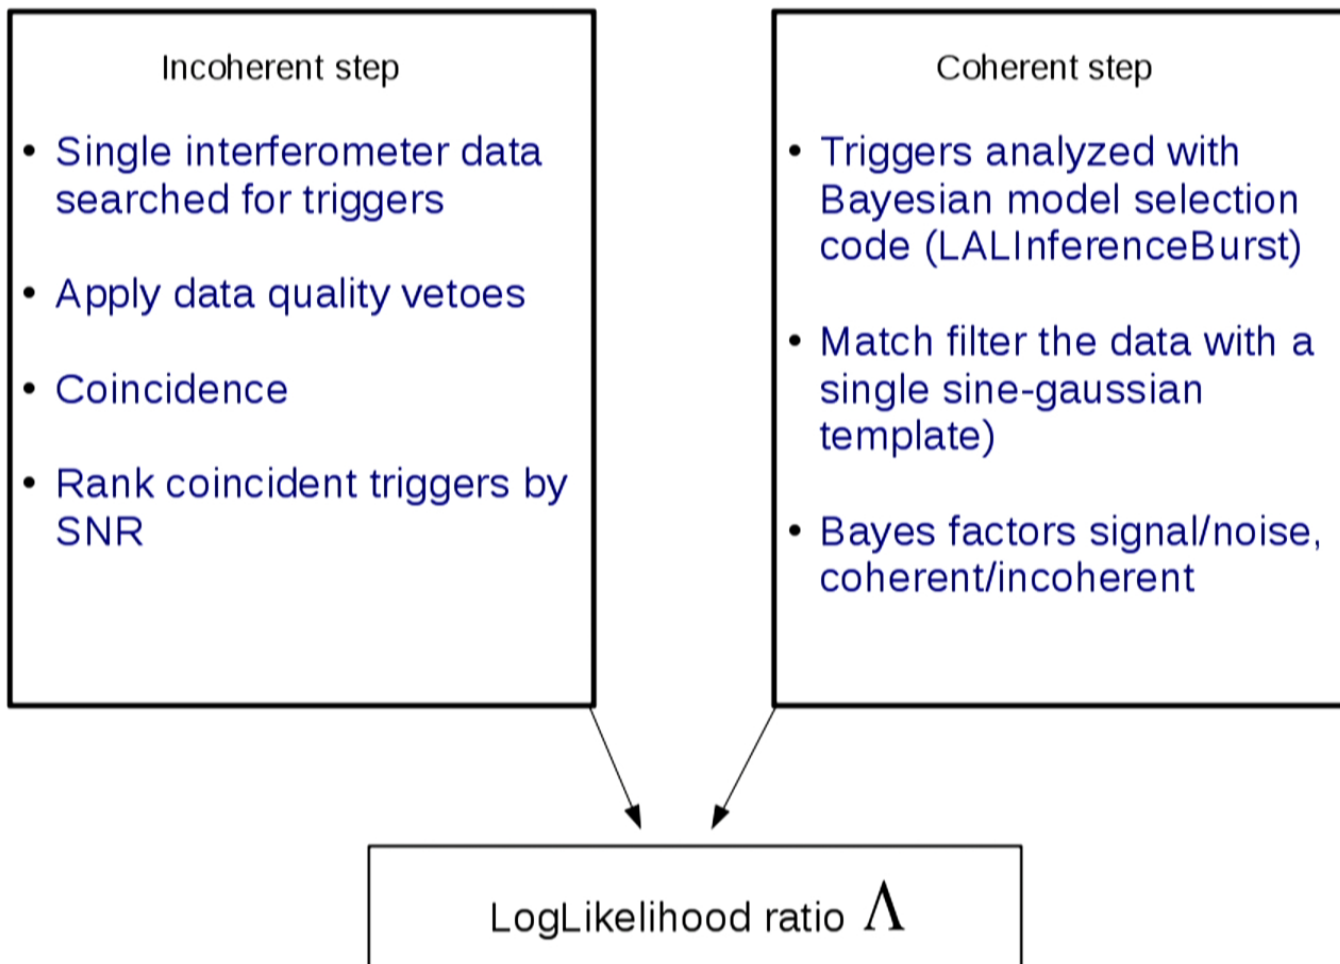 Incoherent step
• Single interferometer data
searched for triggers
• Apply data quality vetoes
• Coincidence
• Rank coincident triggers by
SNR
Coherent step
• Triggers analyzed with
Bayesian model selection
code (LALInferenceBurst)
• Match filter the data with a
single sine-gaussian
template)
• Bayes factors signal/noise,
coherent/incoherent
LogLikelihood ratio Λ